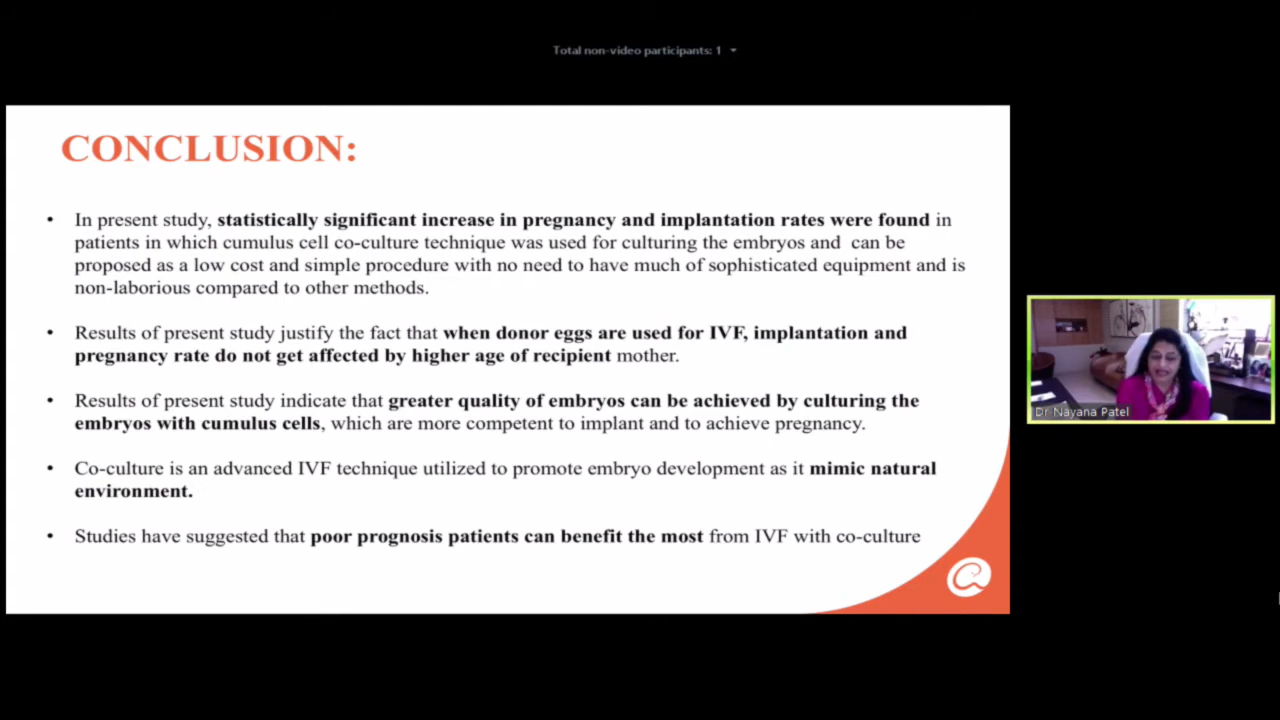 Total non-video participants: 1
CONCLUSION:
• In present study, statistically significant increase in pregnancy and implantation rates were found in
patients in which cumulus cell co-culture technique was used for culturing the embryos and can be
proposed as a low cost and simple procedure with no need to have much of sophisticated equipment and is
non-laborious compared to other methods.
• Results of present study justify the fact that when donor eggs are used for IVF, implantation and
pregnancy rate do not get affected by higher age of recipient mother.
• Results of present study indicate that greater quality of embryos can be achieved by culturing the
embryos with cumulus cells, which are more competent to implant and to achieve pregnancy.
• Co-culture is an advanced IVF technique utilized to promote embryo development as it mimic natural
environment.
• Studies have suggested that poor prognosis patients can benefit the most from IVF with co-culture
Dr Nayana Patel